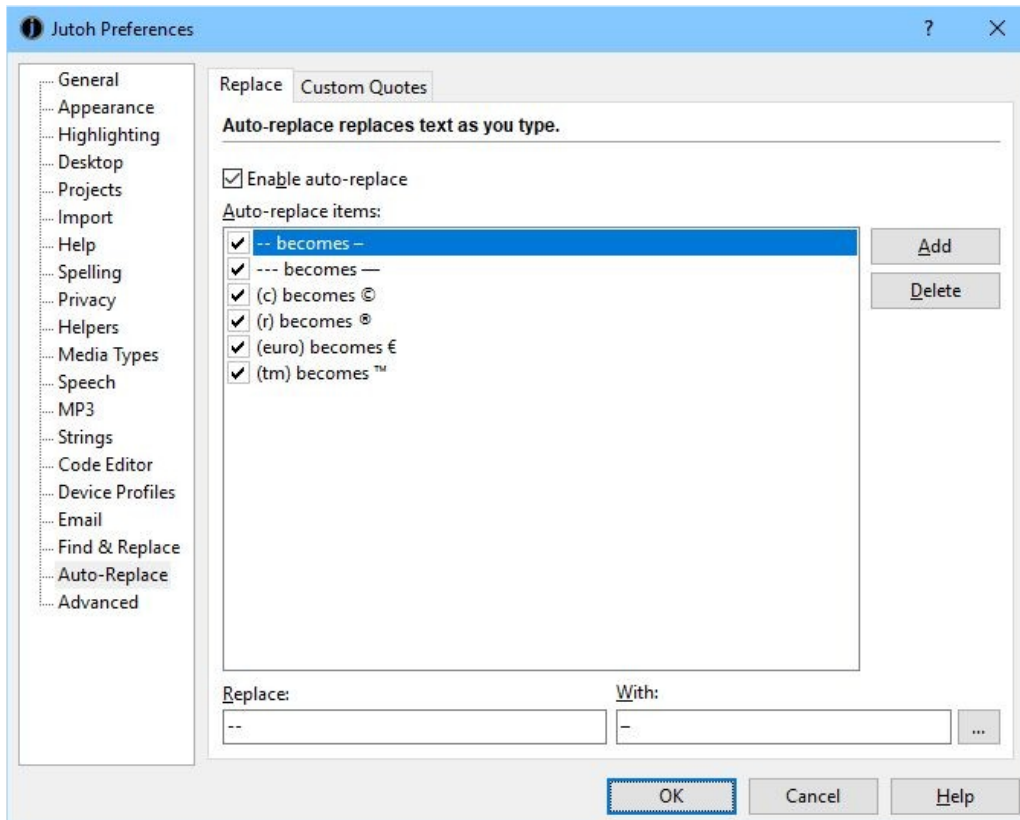 Jutoh Preferences
?
General
Appearance
Highlighting
Desktop
Projects
Import
Help
Spelling
Privacy
Helpers
Media Types
Speech
MP3
Strings
Code Editor
Device Profiles
Email
Find & Replace
Auto-Replace
Advanced
Replace
Custom Quotes
Auto-replace replaces text as you type.
Enable auto-replace
Auto-replace items:
-- becomes –
--- becomes —
(c) becomes ©
(r) becomes ®
(euro) becomes €
(tm) becomes ™
Add
Delete
Replace:
--
With:
–
...
OK
Cancel
Help